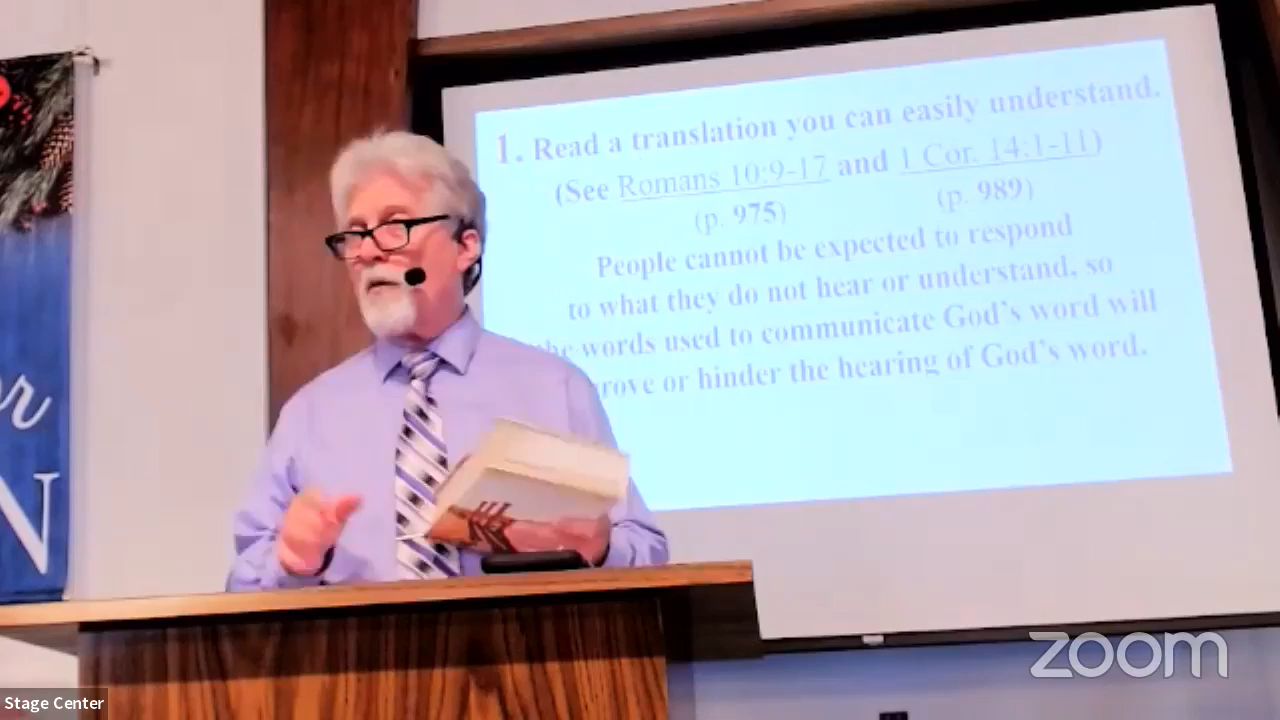 1. Read a translation you can easily understand.
(See Romans 10:9-17 and 1 Cor. 14:1-11)
(p. 975) (p. 989)
People cannot be expected to respond
to what they do not hear or understand, so
words used to communicate God's word will
or hinder the hearing of God's word.
or
N
zoom
Stage Center